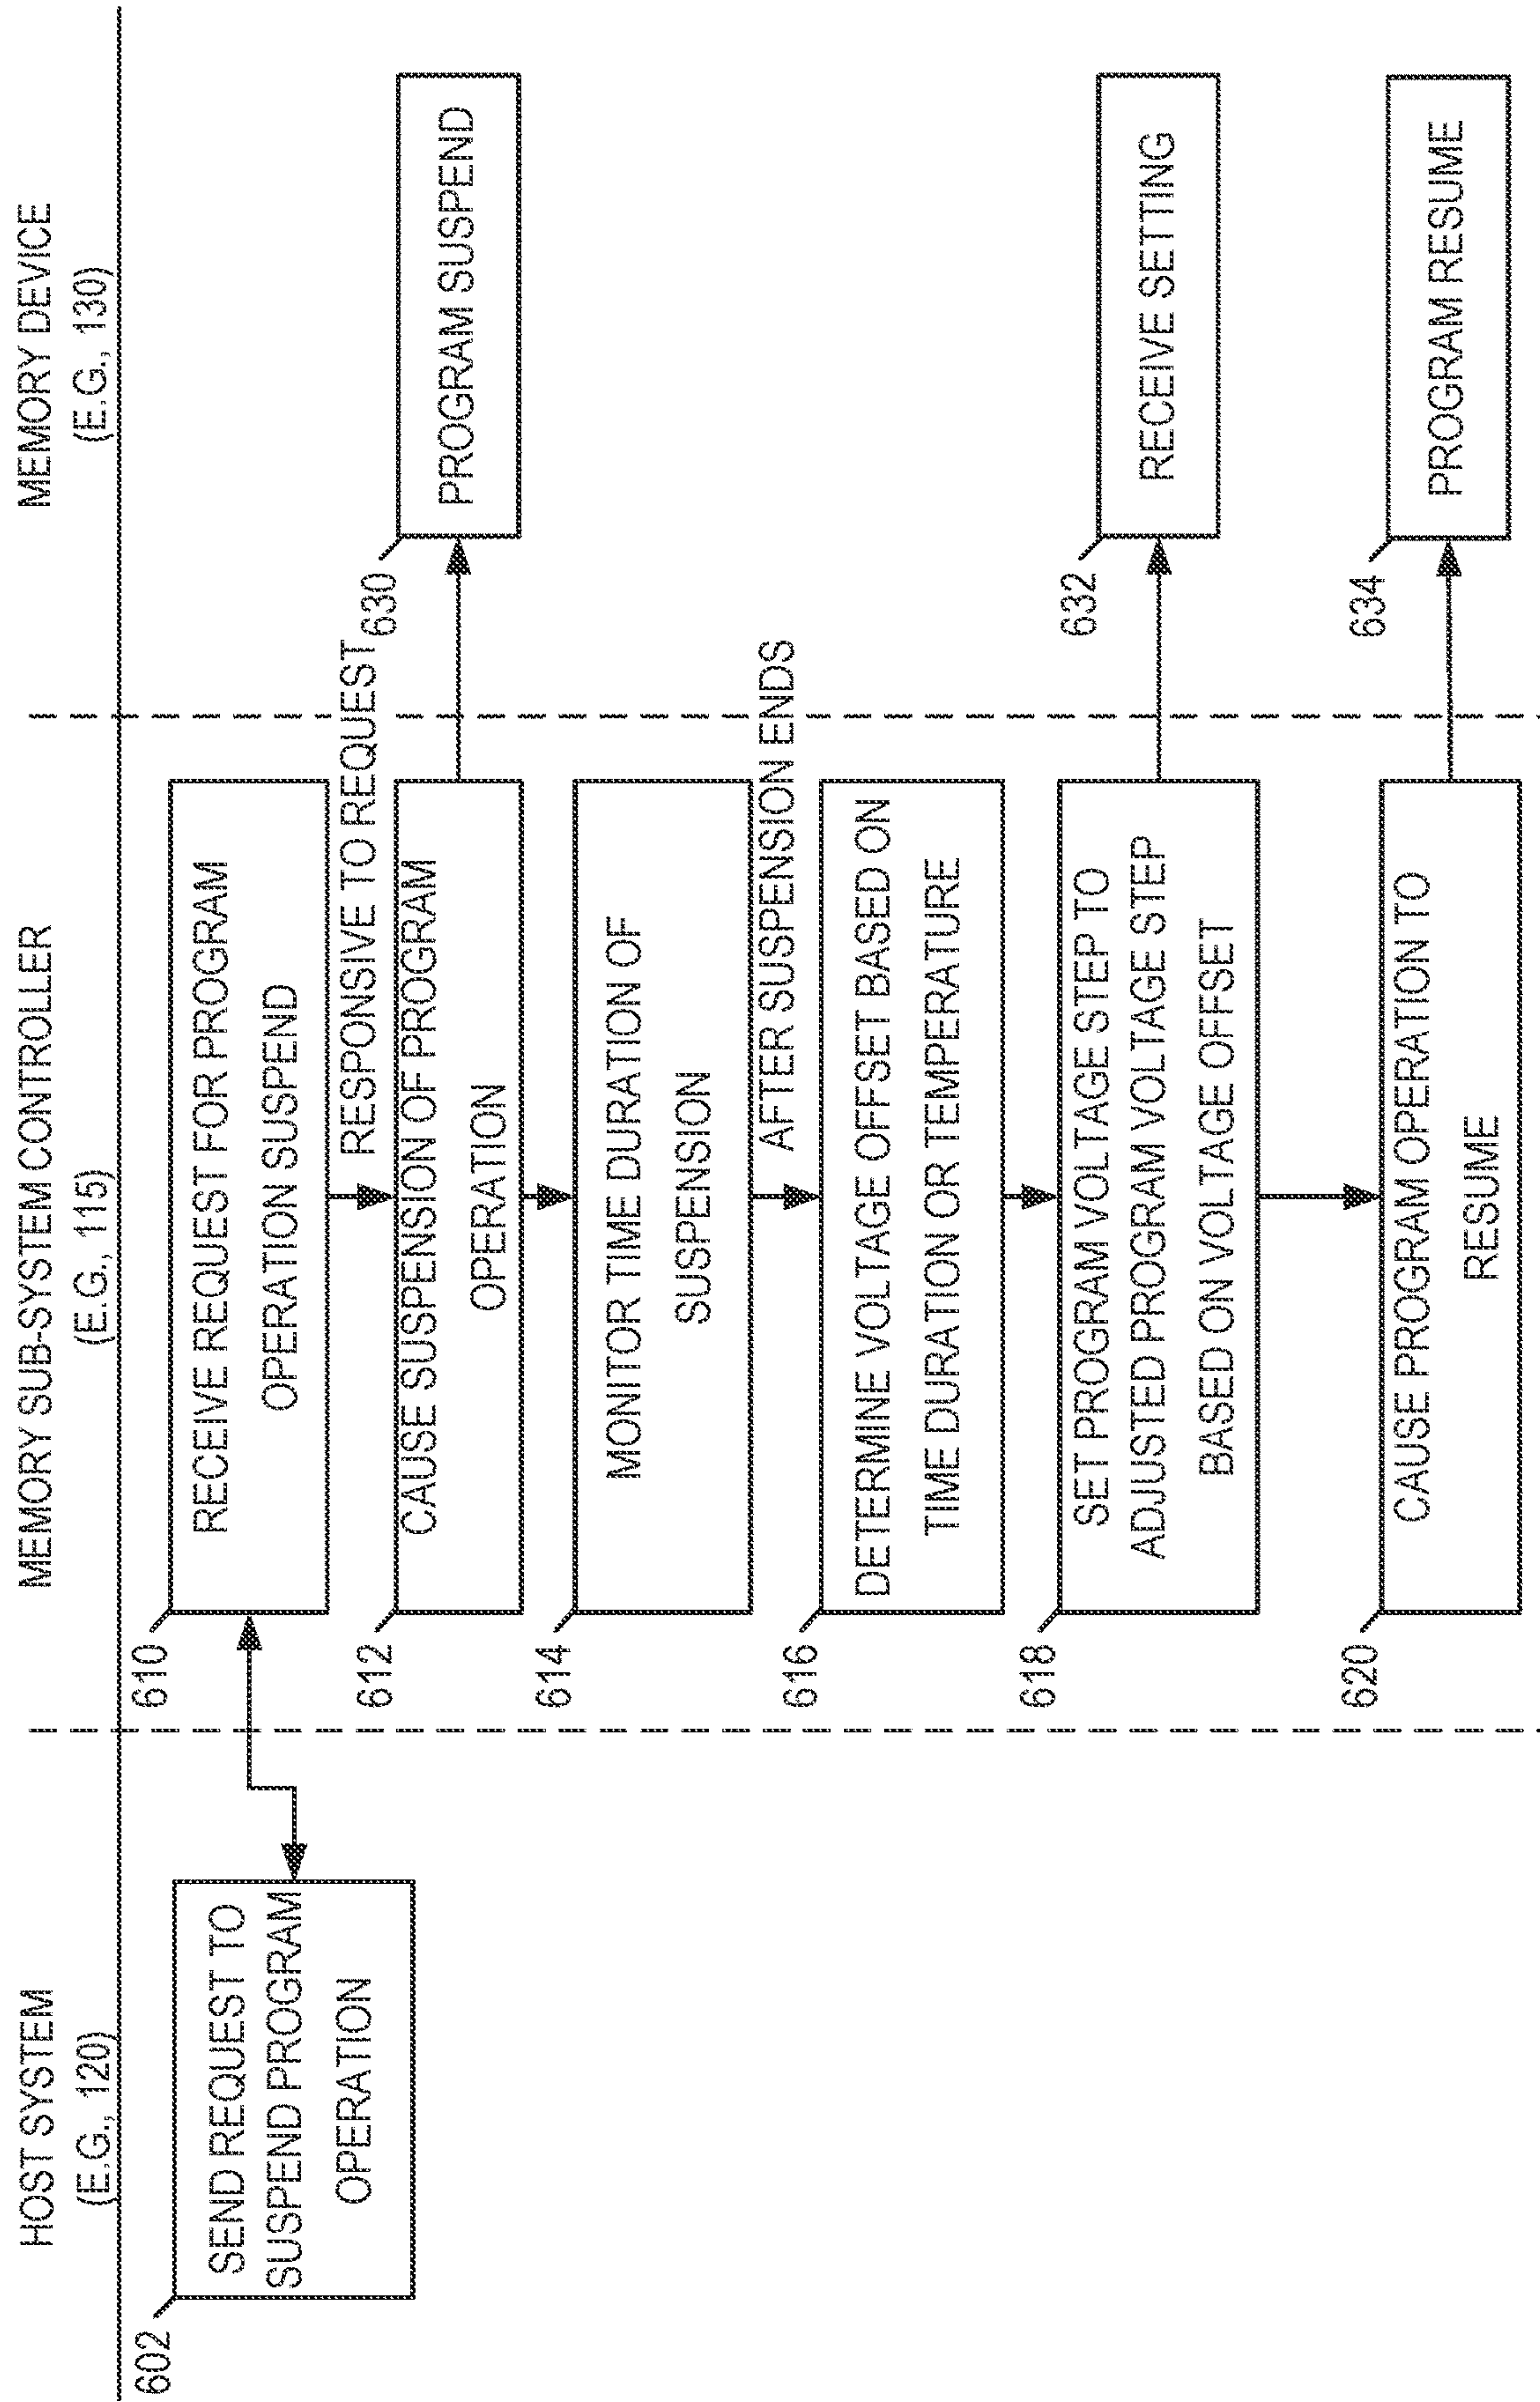 HOST SYSTEM
(E.G., 120)
MEMORY SUB-SYSTEM CONTROLLER
(E.G., 115)
MEMORY DEVICE
(E.G., 130)
602
SEND REQUEST TO
SUSPEND PROGRAM
OPERATION
610
RECEIVE REQUEST FOR PROGRAM
OPERATION SUSPEND
RESPONSIVE TO REQUEST
612
CAUSE SUSPENSION OF PROGRAM
OPERATION
630
PROGRAM SUSPEND
614
MONITOR TIME DURATION OF
SUSPENSION
AFTER SUSPENSION ENDS
616
DETERMINE VOLTAGE OFFSET BASED ON
TIME DURATION OR TEMPERATURE
618
SET PROGRAM VOLTAGE STEP TO
ADJUSTED PROGRAM VOLTAGE STEP
BASED ON VOLTAGE OFFSET
632
RECEIVE SETTING
620
CAUSE PROGRAM OPERATION TO
RESUME
634
PROGRAM RESUME